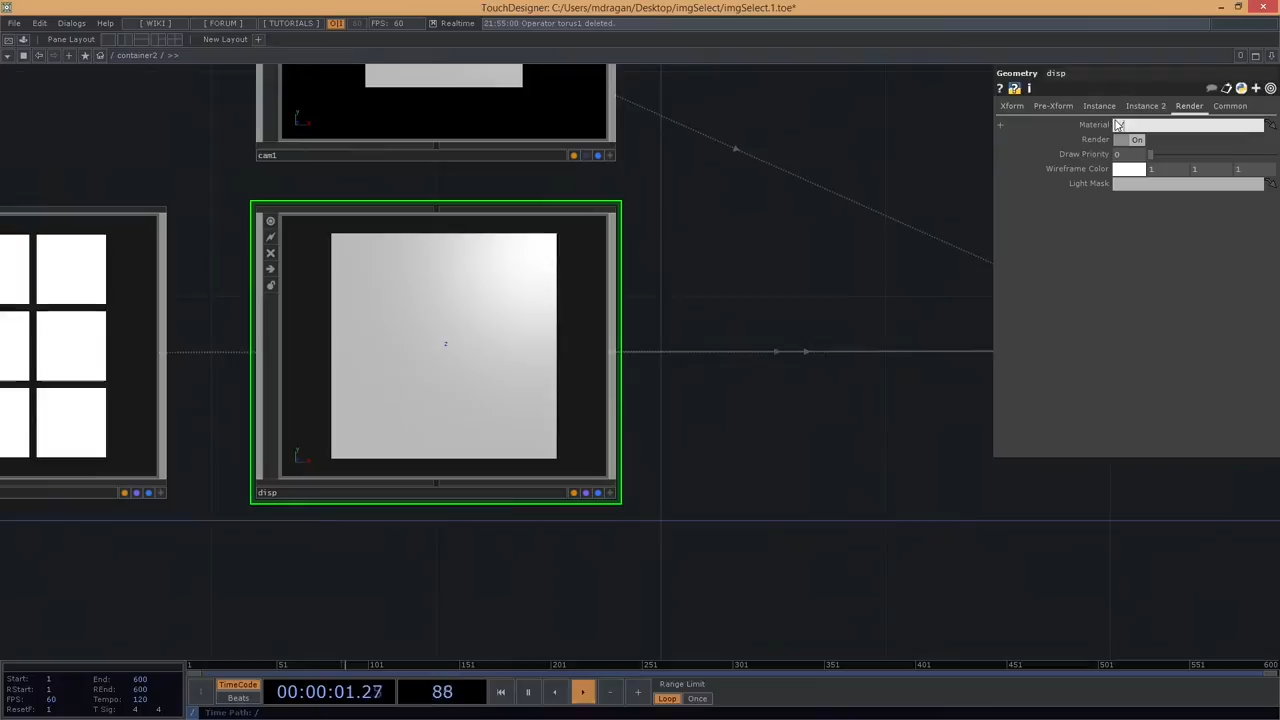 TouchDesigner: C:/Users/mdragan/Desktop/imgSelect/imgSelect.1.toe*
File Edit Dialogs Help [ WIKI ] [ FORUM ] [ TUTORIALS ] O|I 60 FPS: 60 Realtime 21:55:00 Operator torus1 deleted.
Pane Layout New Layout +
/ container2 / >>
Geometry disp
Xform Pre-Xform Instance Instance 2 Render Common
Material
Render On
Draw Priority 0
Wireframe Color 1 1 1
Light Mask
cam1
z
disp
1 51 101 151 201 251 301 351 401 451 501 551 600
Start: 1 End: 600
RStart: 1 REnd: 600
FPS: 60 Tempo: 120
ResetF: 1 T Sig: 4 4
TimeCode
Beats
00:00:01.27 88
Range Limit
Loop Once
/ Time Path: /